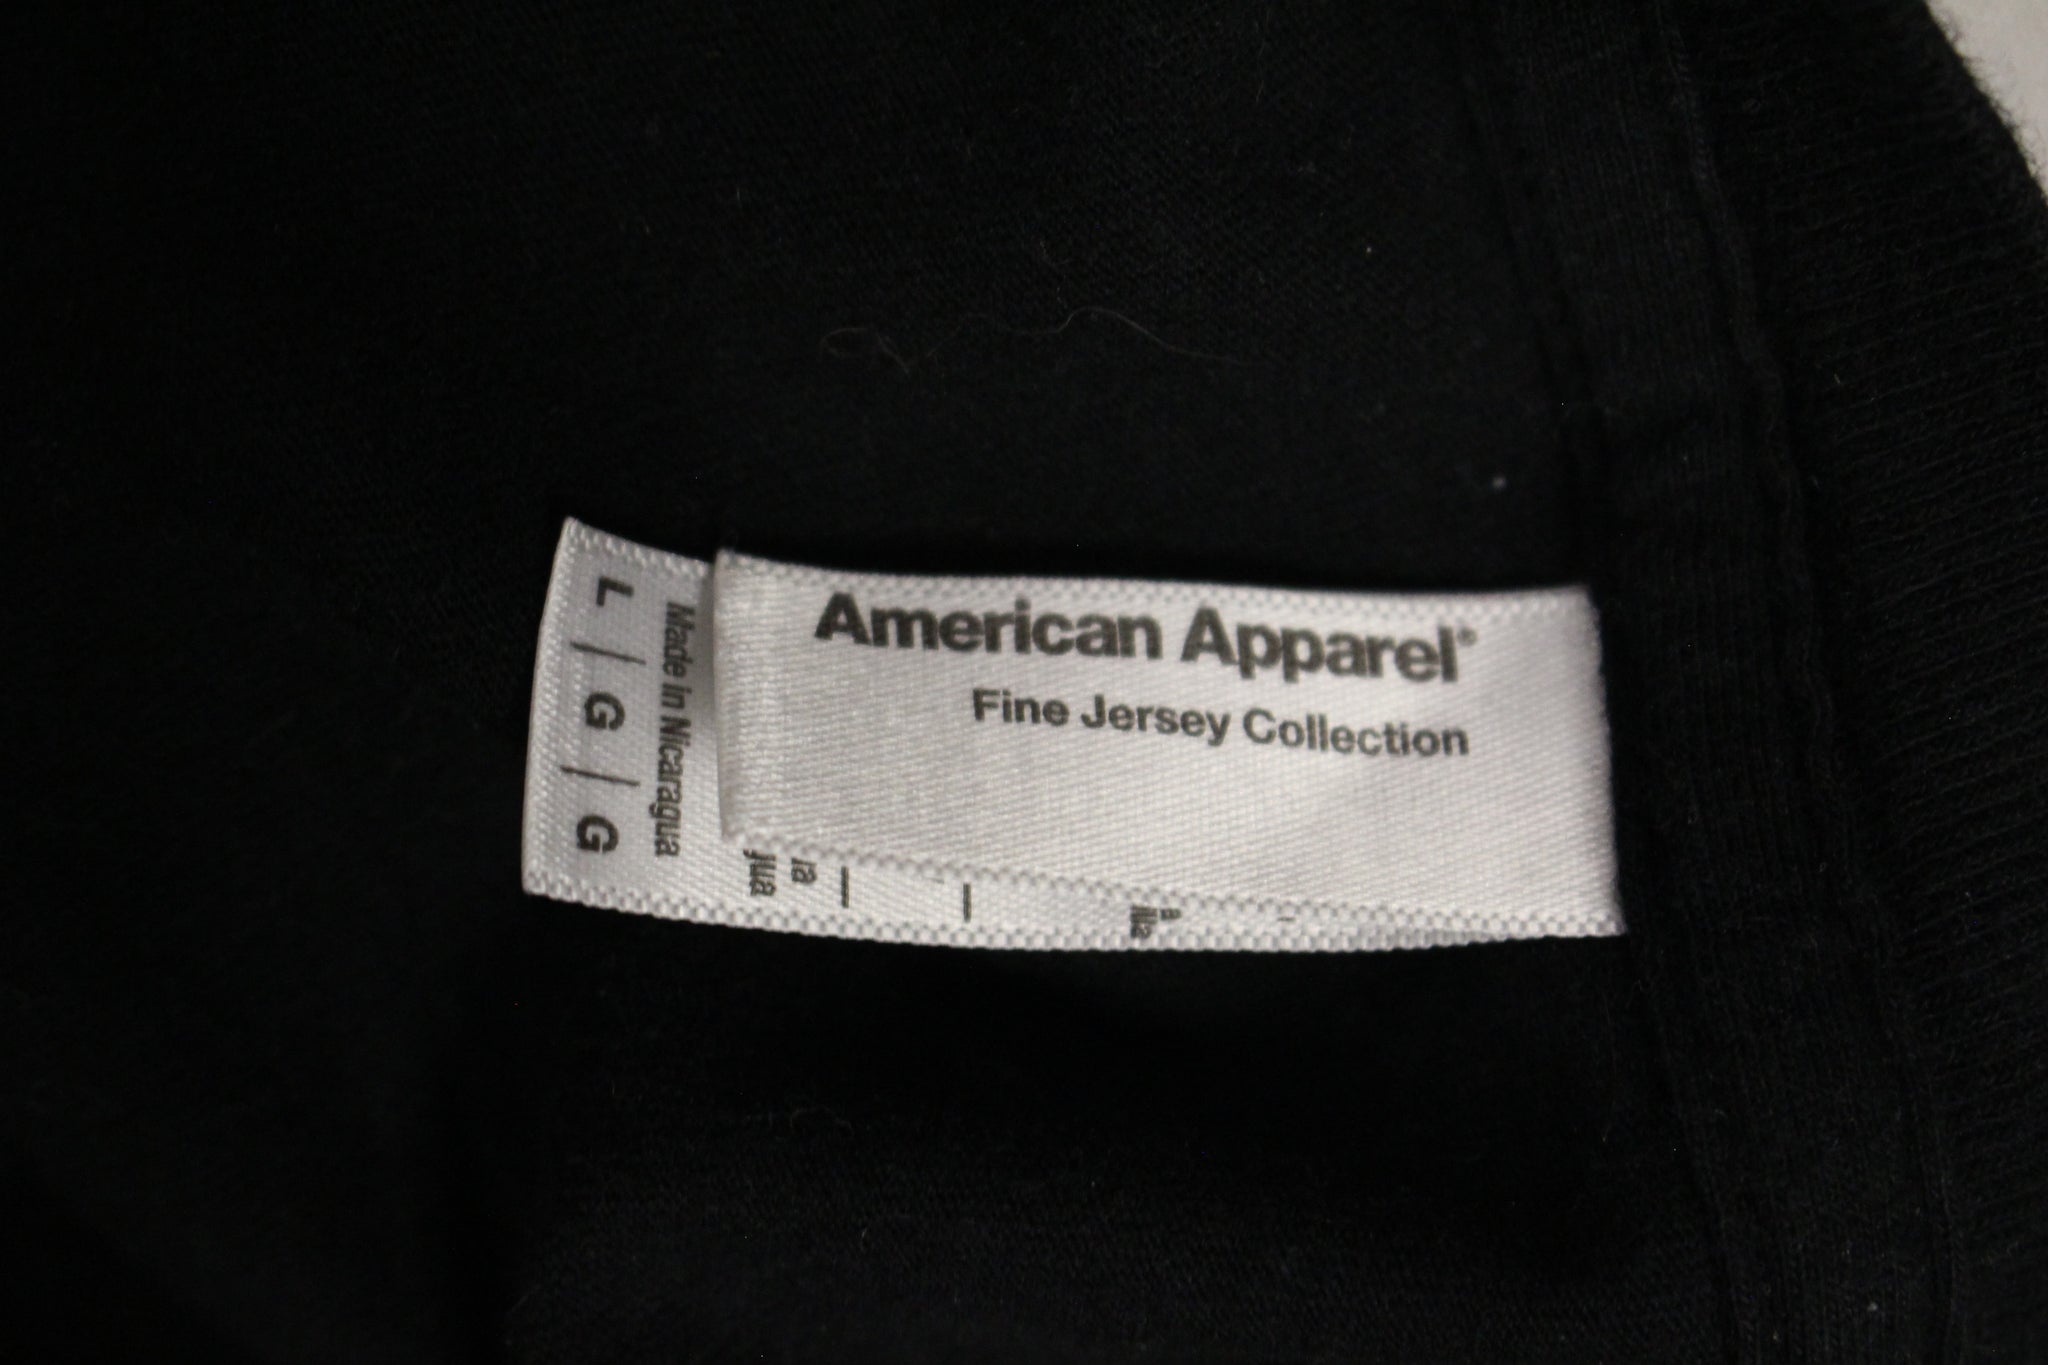 American Apparel®
Fine Jersey Collection
L | G | G
Made in Nicaragua